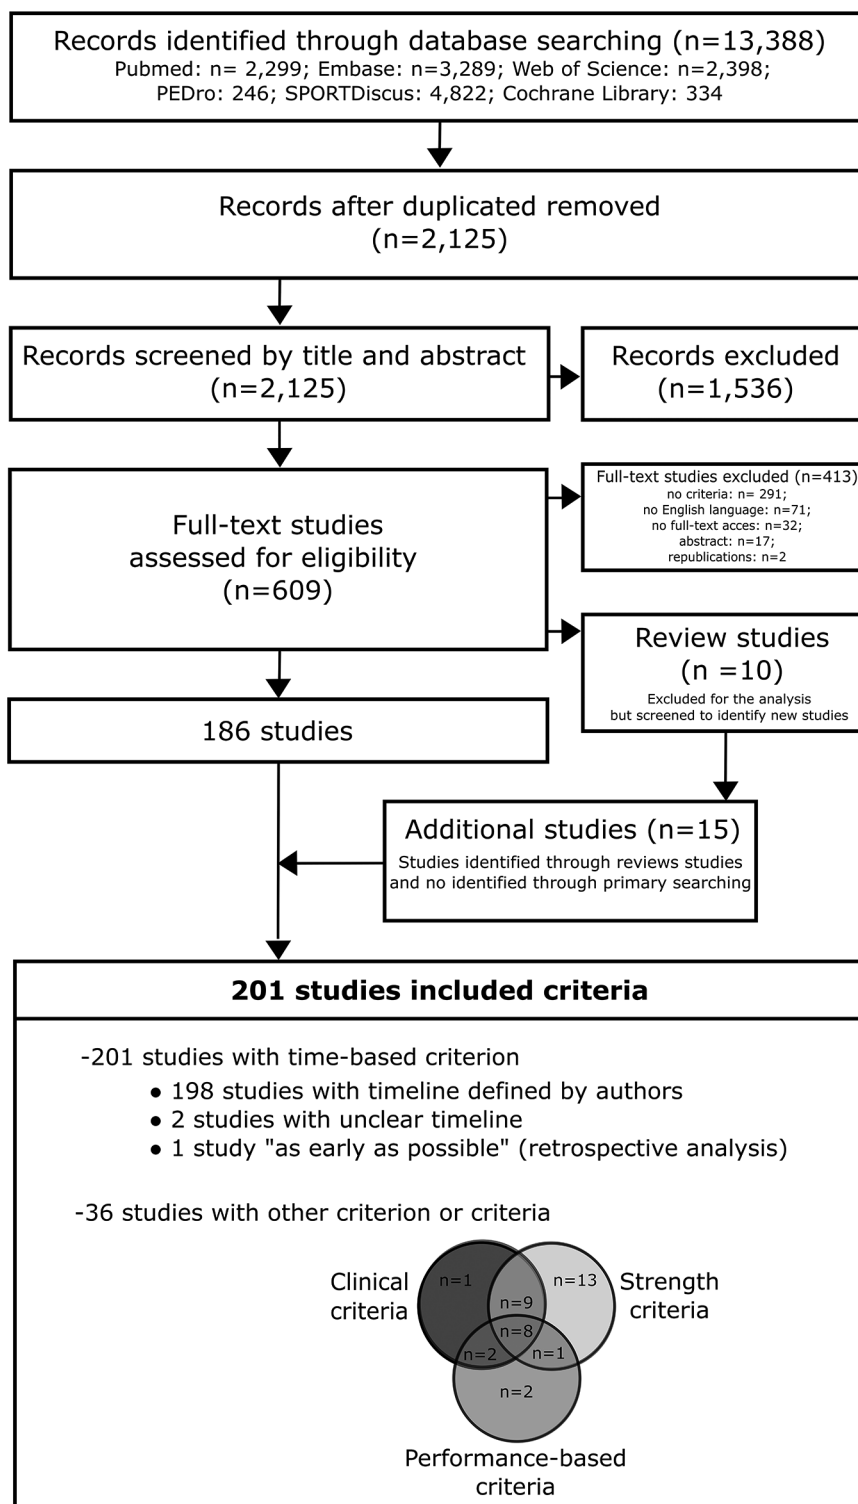 Records identified through database searching (n=13,388)
Pubmed: n= 2,299; Embase: n=3,289; Web of Science: n=2,398;
PEDro: 246; SPORTDiscus: 4,822; Cochrane Library: 334
Records after duplicated removed
(n=2,125)
Records screened by title and abstract
(n=2,125)
Records excluded
(n=1,536)
Full-text studies
assessed for eligibility
(n=609)
Full-text studies excluded (n=413)
no criteria: n= 291;
no English language: n=71;
no full-text acces: n=32;
abstract: n=17;
republications: n=2
Review studies
(n =10)
Excluded for the analysis
but screened to identify new studies
186 studies
Additional studies (n=15)
Studies identified through reviews studies
and no identified through primary searching
201 studies included criteria
-201 studies with time-based criterion
● 198 studies with timeline defined by authors
● 2 studies with unclear timeline
● 1 study "as early as possible" (retrospective analysis)
-36 studies with other criterion or criteria
Clinical
criteria
n=1
n=13
Strength
criteria
n=9
n=8
n=2
n=1
n=2
Performance-based
criteria